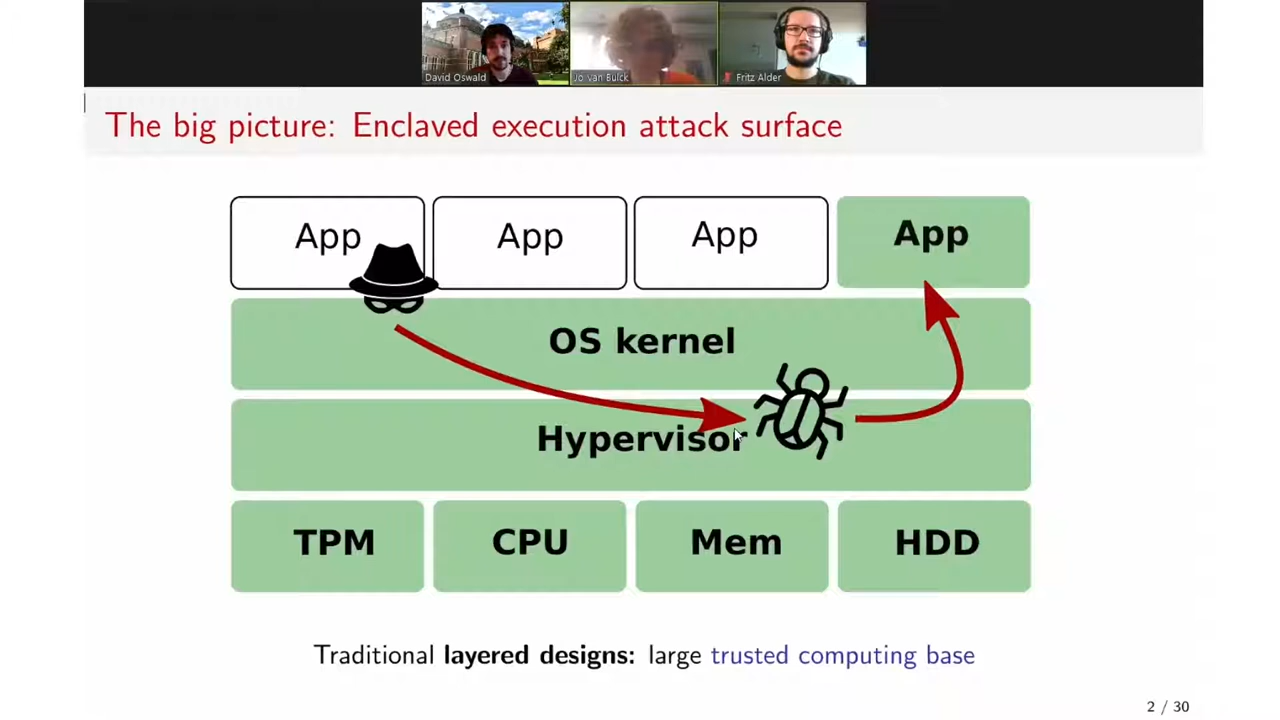 David Oswald
Jo Van Bulck
Fritz Alder
The big picture: Enclaved execution attack surface
App
App
App
App
OS kernel
Hypervisor
TPM
CPU
Mem
HDD
Traditional layered designs: large trusted computing base
2 / 30